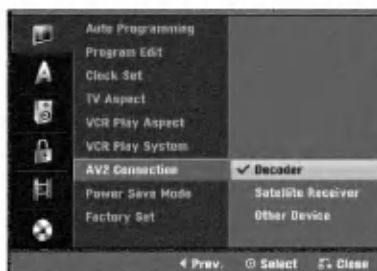 Auto Programming
Program Edit
Clock Set
TV Aspect
VCR Play Aspect
VCR Play System
AV2 Connection ✓ Decoder
Power Save Mode Satellite Receiver
Factory Set Other Device
◀ Prev. ⊙ Select Close